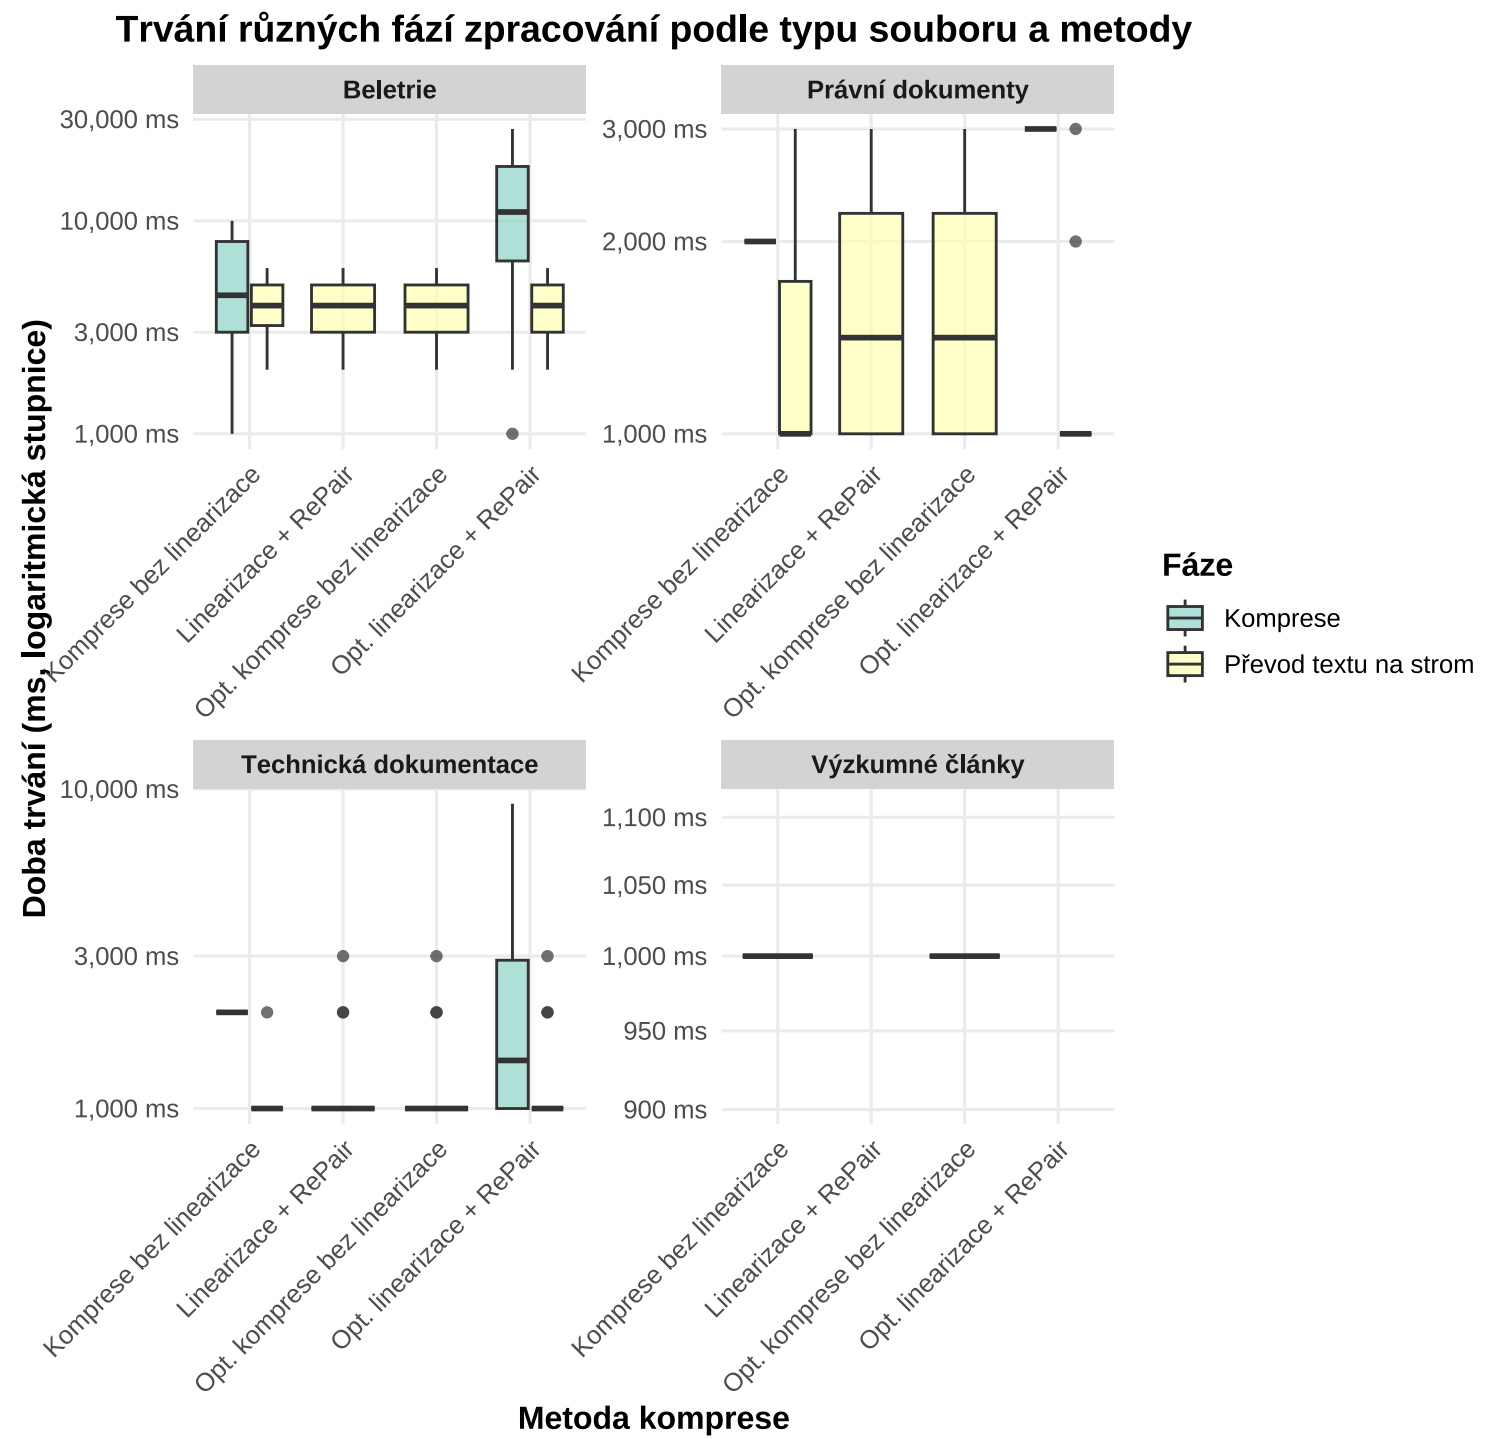 Trvání různých fází zpracování podle typu souboru a metody
Doba trvání (ms, logaritmická stupnice)
Beletrie
30,000 ms
10,000 ms
3,000 ms
1,000 ms
Komprese bez linearizace
Linearizace + RePair
Opt. komprese bez linearizace
Opt. linearizace + RePair
Právní dokumenty
3,000 ms
2,000 ms
1,000 ms
Komprese bez linearizace
Linearizace + RePair
Opt. komprese bez linearizace
Opt. linearizace + RePair
Fáze
Komprese
Převod textu na strom
Technická dokumentace
10,000 ms
3,000 ms
1,000 ms
Komprese bez linearizace
Linearizace + RePair
Opt. komprese bez linearizace
Opt. linearizace + RePair
Výzkumné články
1,100 ms
1,050 ms
1,000 ms
950 ms
900 ms
Komprese bez linearizace
Linearizace + RePair
Opt. komprese bez linearizace
Opt. linearizace + RePair
Metoda komprese